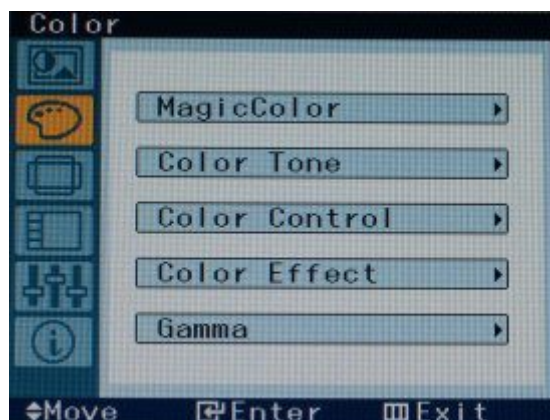 Color
MagicColor
Color Tone
Color Control
Color Effect
Gamma
Move Enter Exit